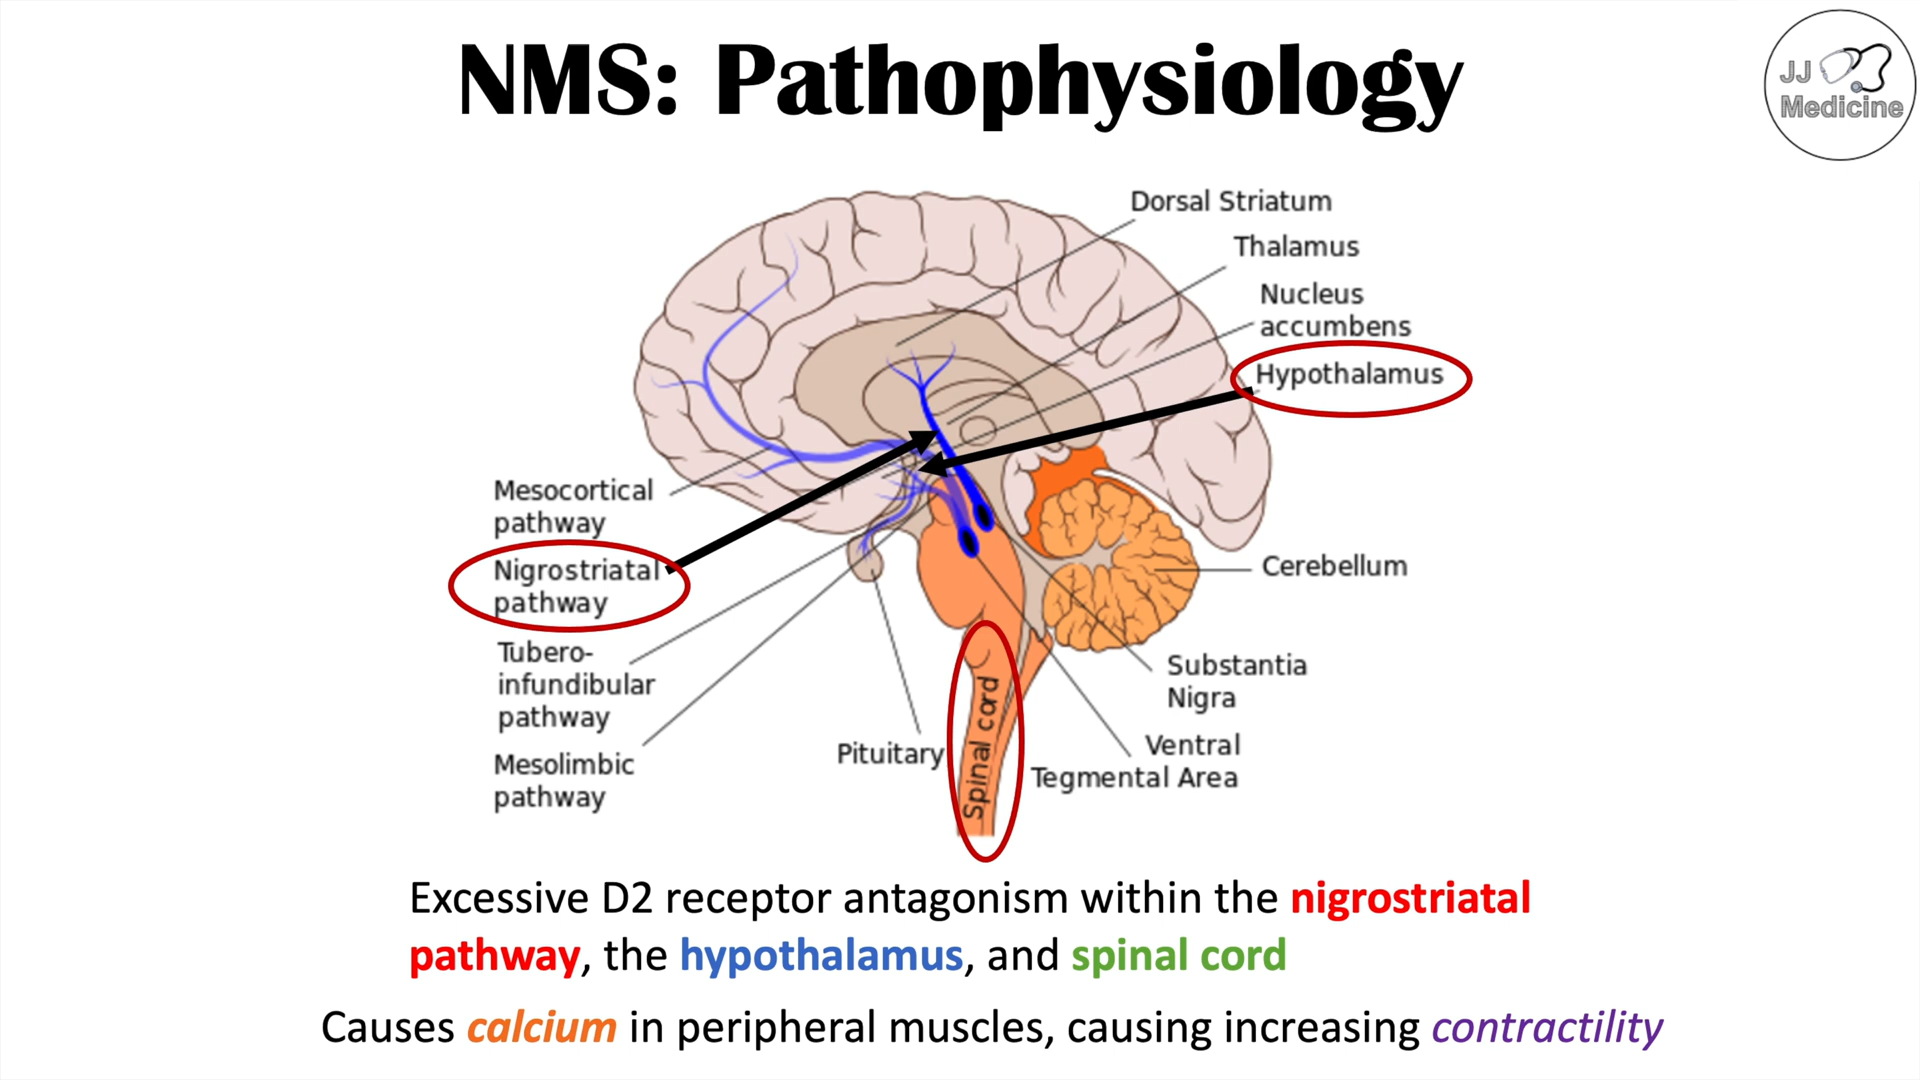 NMS: Pathophysiology
JJ
Medicine
Dorsal Striatum
Thalamus
Nucleus
accumbens
Hypothalamus
Mesocortical
pathway
Nigrostriatal
pathway
Tubero-
infundibular
pathway
Mesolimbic
pathway
Pituitary
Spinal cord
Cerebellum
Substantia
Nigra
Ventral
Tegmental Area
Excessive D2 receptor antagonism within the nigrostriatal
pathway, the hypothalamus, and spinal cord
Causes calcium in peripheral muscles, causing increasing contractility